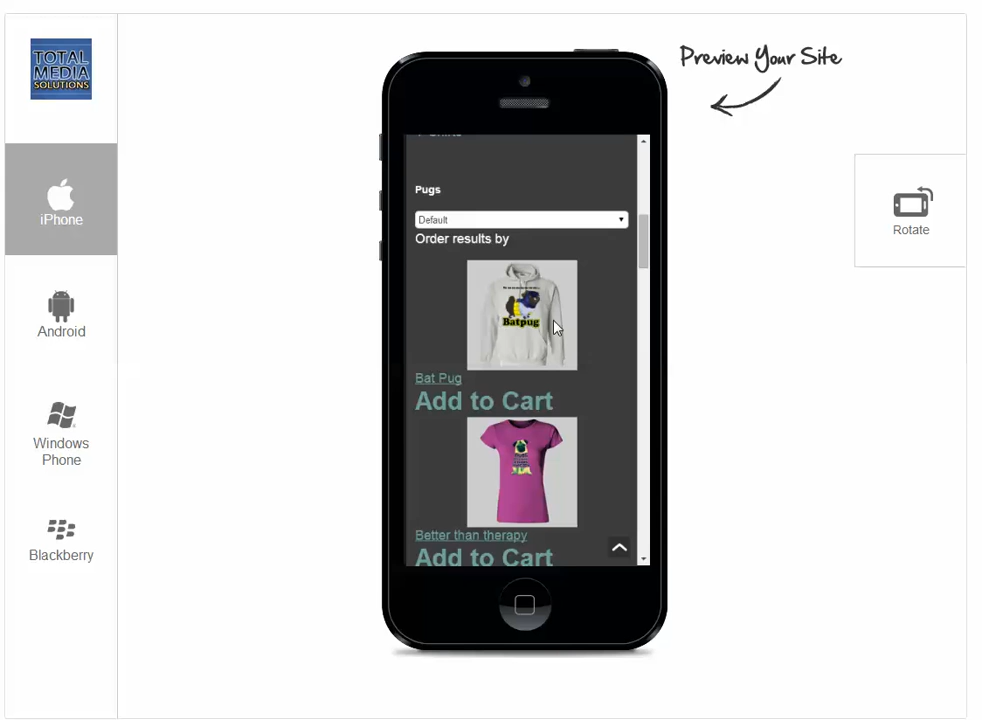 TOTAL
MEDIA
SOLUTIONS
Preview Your Site
iPhone
Android
Windows
Phone
Blackberry
Rotate
Pugs
Default
Order results by
Batpug
Bat Pug
Add to Cart
Better than therapy
Add to Cart